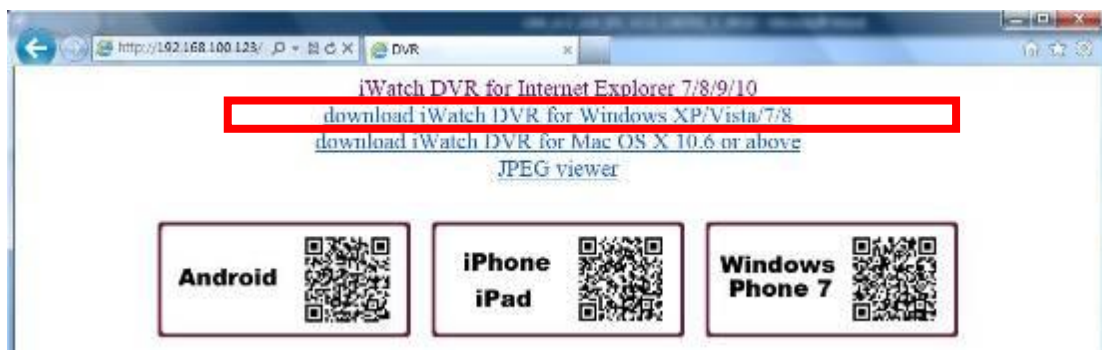 http://192.168.100.123/
DVR
iWatch DVR for Internet Explorer 7/8/9/10
download iWatch DVR for Windows XP/Vista/7/8
download iWatch DVR for Mac OS X 10.6 or above
JPEG viewer
Android
iPhone
iPad
Windows
Phone 7